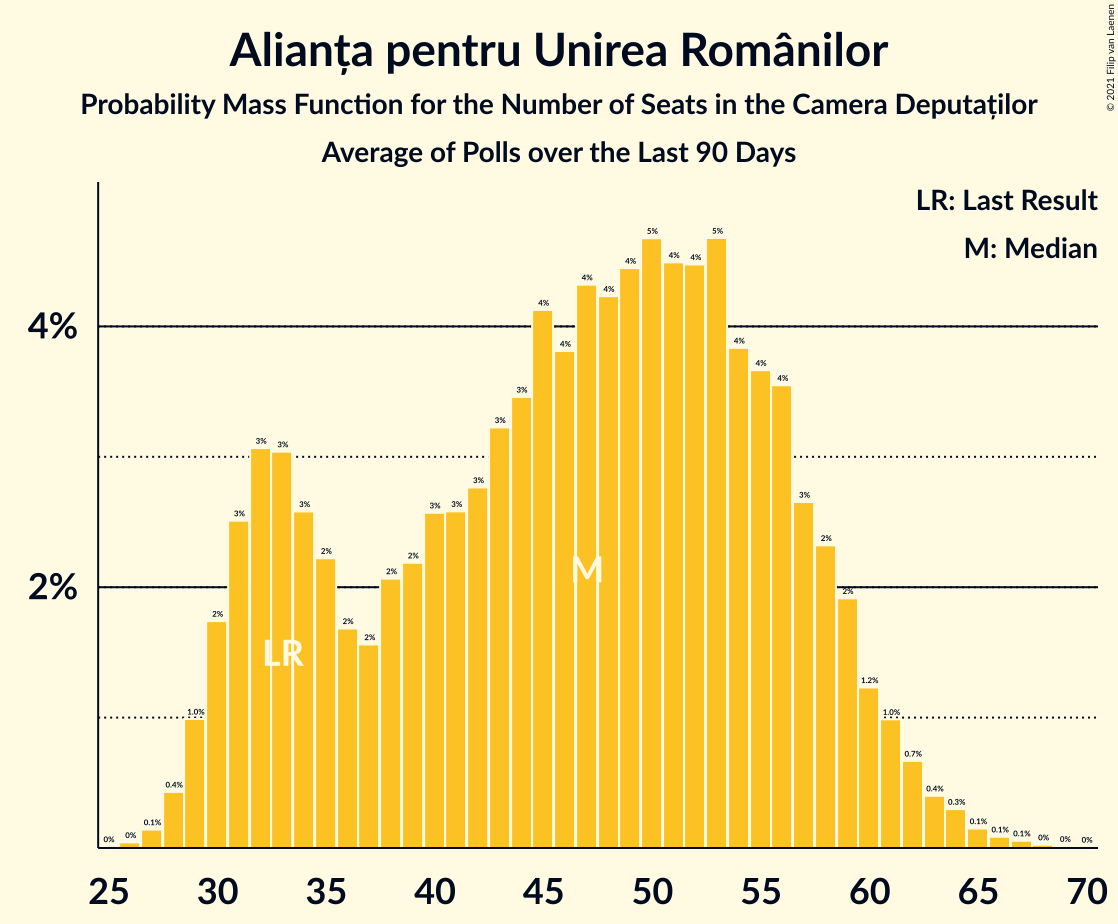 Alianța pentru Unirea Românilor
Probability Mass Function for the Number of Seats in the Camera Deputaților
Average of Polls over the Last 90 Days
© 2021 Filip van Laenen
LR: Last Result
M: Median
4%
2%
0% 0% 0.1% 0.4% 1.0% 2% 3% 3% 3% 3% 2% 2% 2% 2% 2% 3% 3% 3% 3% 3% 4% 4% 4% 4% 4% 5% 4% 4% 5% 4% 4% 4% 3% 2% 2% 1.2% 1.0% 0.7% 0.4% 0.3% 0.1% 0.1% 0.1% 0% 0% 0%
M
LR
25 30 35 40 45 50 55 60 65 70